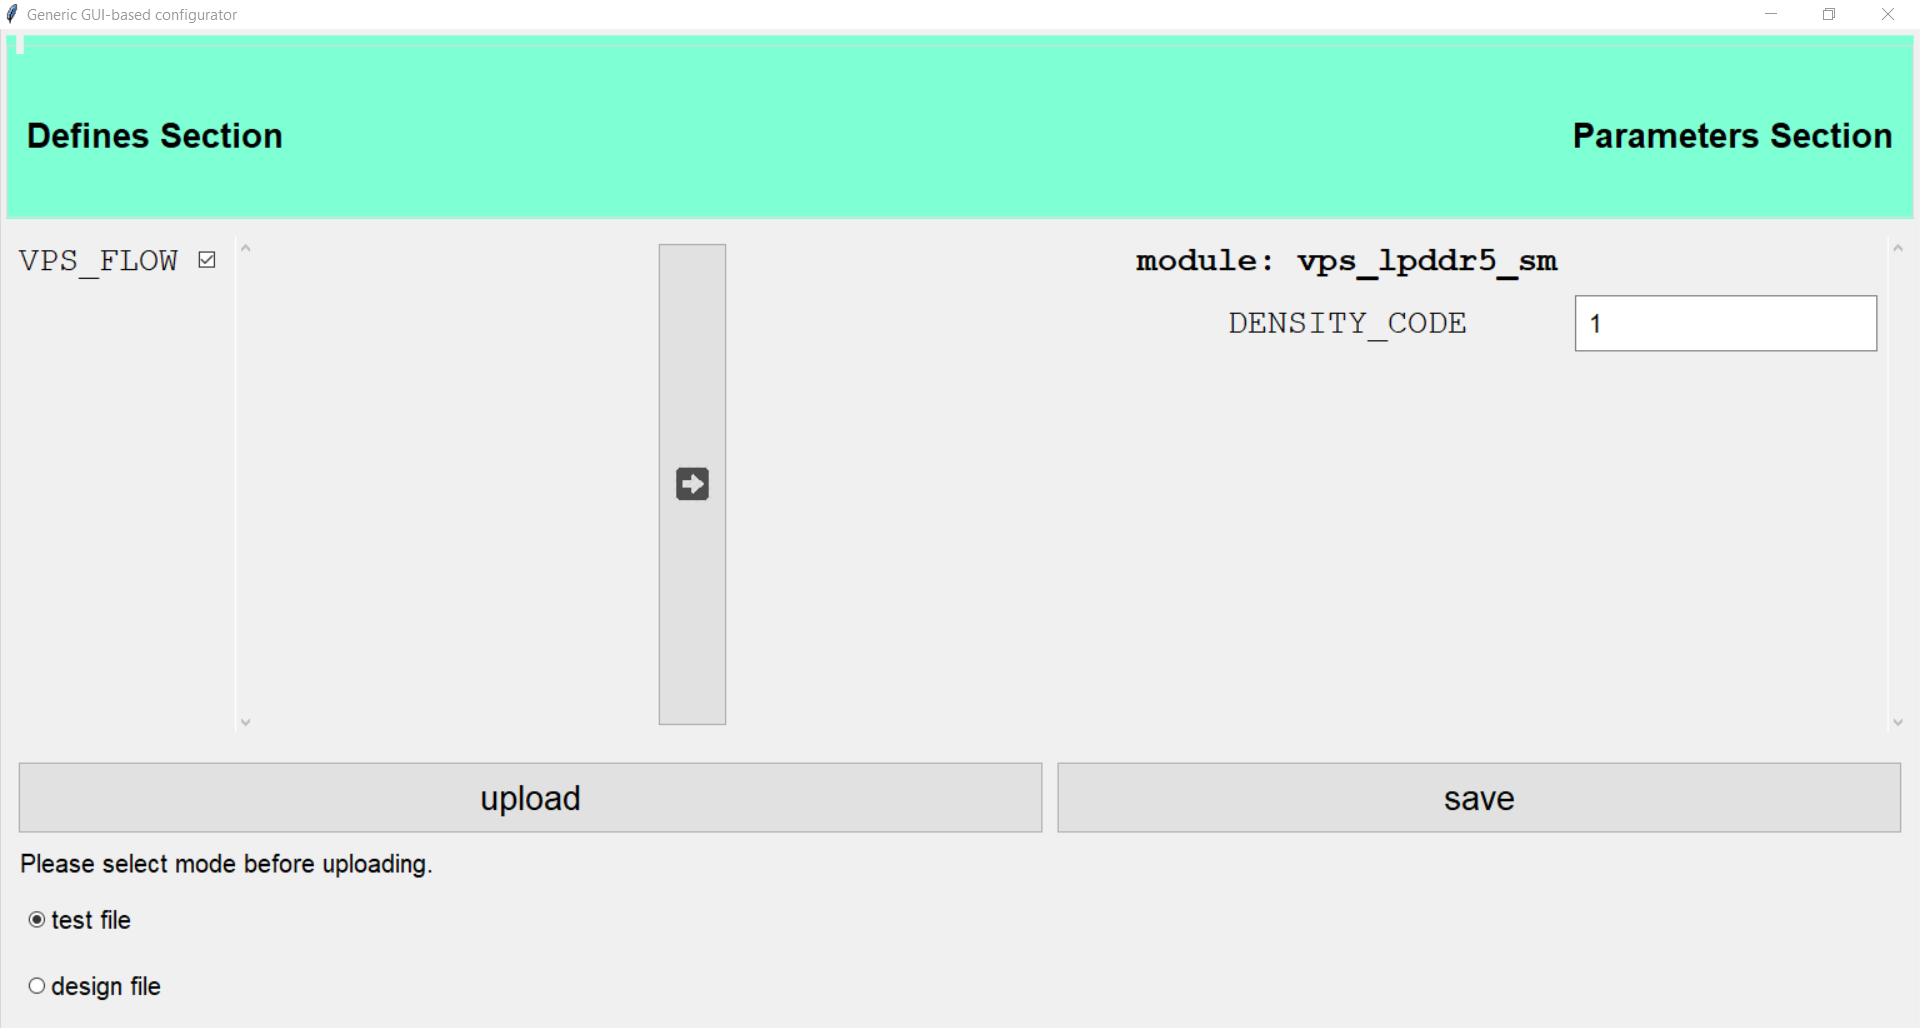 Generic GUI-based configurator
Defines Section
Parameters Section
VPS_FLOW
module: vps_lpddr5_sm
DENSITY_CODE
1
upload
save
Please select mode before uploading.
test file
design file